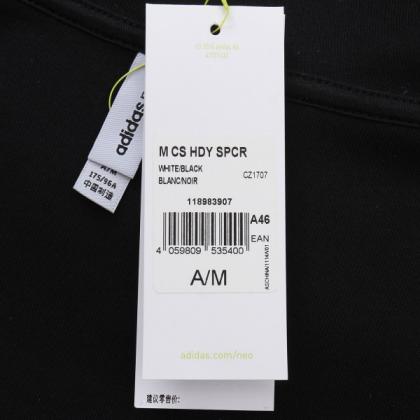 adidas
A/M
175/96A
中国制造
M CS HDY SPCR
WHITE/BLACK
BLANC/NOIR
CZ1707
118983907
A46
EAN
4 059809 535400
A/M
adidas.com/neo
建议零售价: